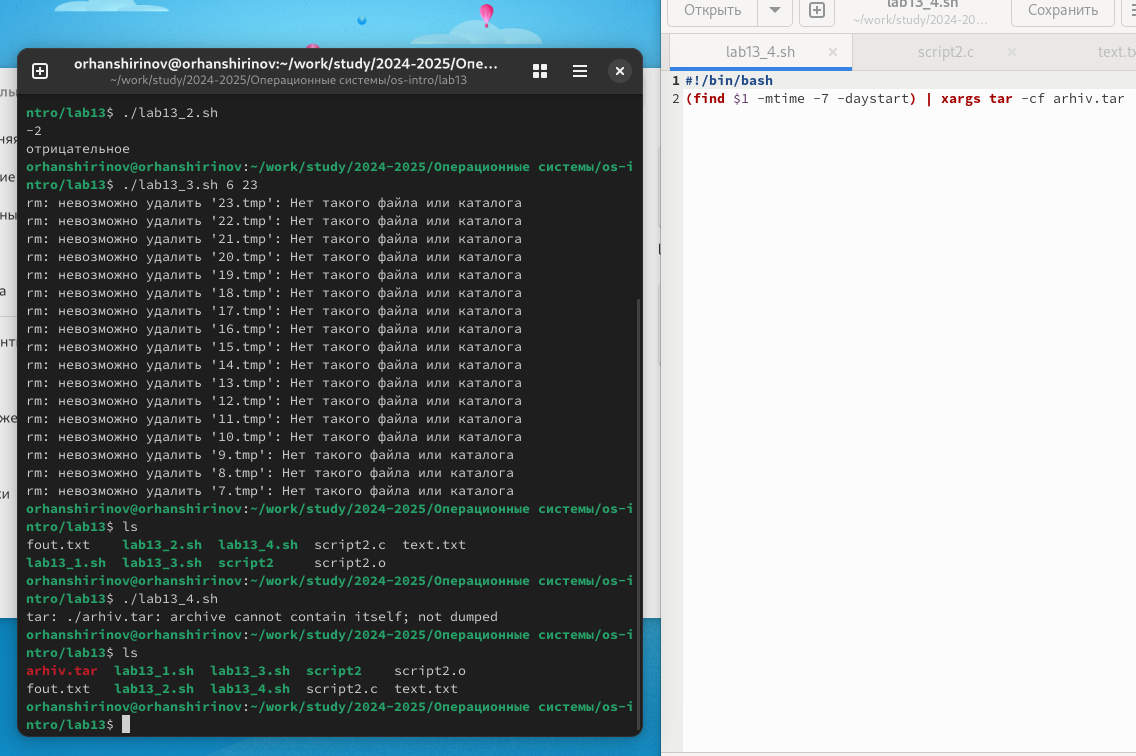 Открыть
lab13_4.sh
~/work/study/2024-20...
Сохранить
lab13_4.sh
script2.c
1 #!/bin/bash
2 (find $1 -mtime -7 -daystart) | xargs tar -cf arhiv.tar
orhanshirinov@orhanshirinov:~/work/study/2024-2025/Опе...
~/work/study/2024-2025/Операционные системы/os-intro/lab13
ntro/lab13$ ./lab13_2.sh
-2
отрицательное
orhanshirinov@orhanshirinov:~/work/study/2024-2025/Операционные системы/os-i
ntro/lab13$ ./lab13_3.sh 6 23
rm: невозможно удалить '23.tmp': Нет такого файла или каталога
rm: невозможно удалить '22.tmp': Нет такого файла или каталога
rm: невозможно удалить '21.tmp': Нет такого файла или каталога
rm: невозможно удалить '20.tmp': Нет такого файла или каталога
rm: невозможно удалить '19.tmp': Нет такого файла или каталога
rm: невозможно удалить '18.tmp': Нет такого файла или каталога
rm: невозможно удалить '17.tmp': Нет такого файла или каталога
rm: невозможно удалить '16.tmp': Нет такого файла или каталога
rm: невозможно удалить '15.tmp': Нет такого файла или каталога
rm: невозможно удалить '14.tmp': Нет такого файла или каталога
rm: невозможно удалить '13.tmp': Нет такого файла или каталога
rm: невозможно удалить '12.tmp': Нет такого файла или каталога
rm: невозможно удалить '11.tmp': Нет такого файла или каталога
rm: невозможно удалить '10.tmp': Нет такого файла или каталога
rm: невозможно удалить '9.tmp': Нет такого файла или каталога
rm: невозможно удалить '8.tmp': Нет такого файла или каталога
rm: невозможно удалить '7.tmp': Нет такого файла или каталога
orhanshirinov@orhanshirinov:~/work/study/2024-2025/Операционные системы/os-i
ntro/lab13$ ls
fout.txt lab13_2.sh lab13_4.sh script2.c text.txt
lab13_1.sh lab13_3.sh script2 script2.o
orhanshirinov@orhanshirinov:~/work/study/2024-2025/Операционные системы/os-i
ntro/lab13$ ./lab13_4.sh
tar: ./arhiv.tar: archive cannot contain itself; not dumped
orhanshirinov@orhanshirinov:~/work/study/2024-2025/Операционные системы/os-i
ntro/lab13$ ls
arhiv.tar lab13_1.sh lab13_3.sh script2 script2.o
fout.txt lab13_2.sh lab13_4.sh script2.c text.txt
orhanshirinov@orhanshirinov:~/work/study/2024-2025/Операционные системы/os-i
ntro/lab13$